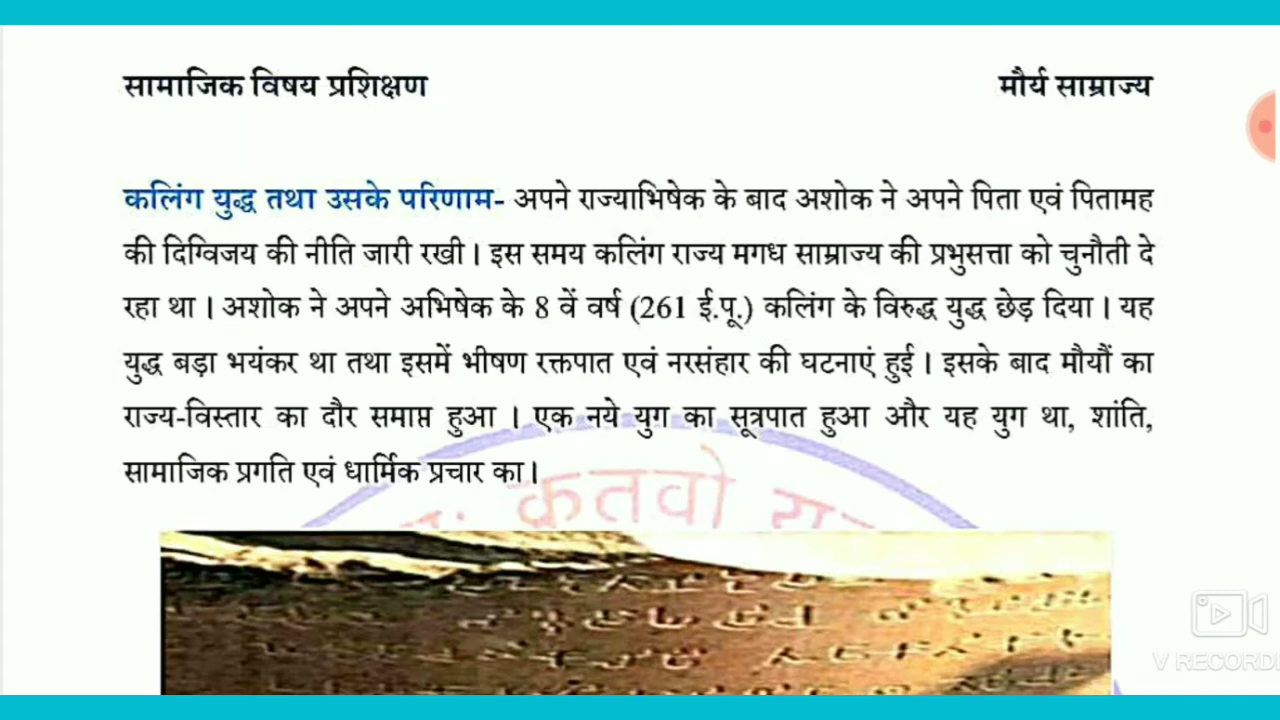 सामाजिक विषय प्रशिक्षण मौर्य साम्राज्य
कलिंग युद्ध तथा उसके परिणाम- अपने राज्याभिषेक के बाद अशोक ने अपने पिता एवं पितामह
की दिग्विजय की नीति जारी रखी। इस समय कलिंग राज्य मगध साम्राज्य की प्रभुसत्ता को चुनौती दे
रहा था। अशोक ने अपने अभिषेक के 8 वें वर्ष (261 ई.पू.) कलिंग के विरुद्ध युद्ध छेड़ दिया। यह
युद्ध बड़ा भयंकर था तथा इसमें भीषण रक्तपात एवं नरसंहार की घटनाएं हुई। इसके बाद मौयौं का
राज्य-विस्तार का दौर समाप्त हुआ । एक नये युग का सूत्रपात हुआ और यह युग था, शांति,
सामाजिक प्रगति एवं धार्मिक प्रचार का।
क्रतवो
V RECORD